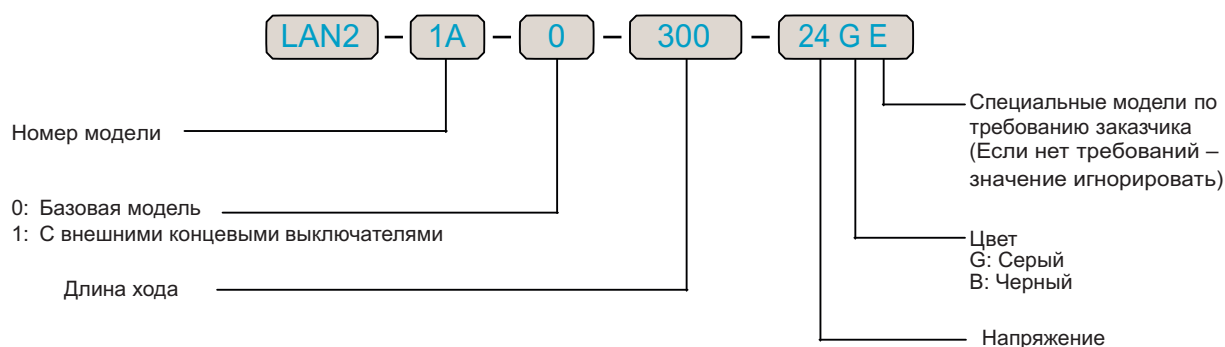 LAN2 – 1A – 0 – 300 – 24 G E
Номер модели
0: Базовая модель
1: С внешними концевыми выключателями
Длина хода
Специальные модели по
требованию заказчика
(Если нет требований –
значение игнорировать)
Цвет
G: Серый
B: Черный
Напряжение